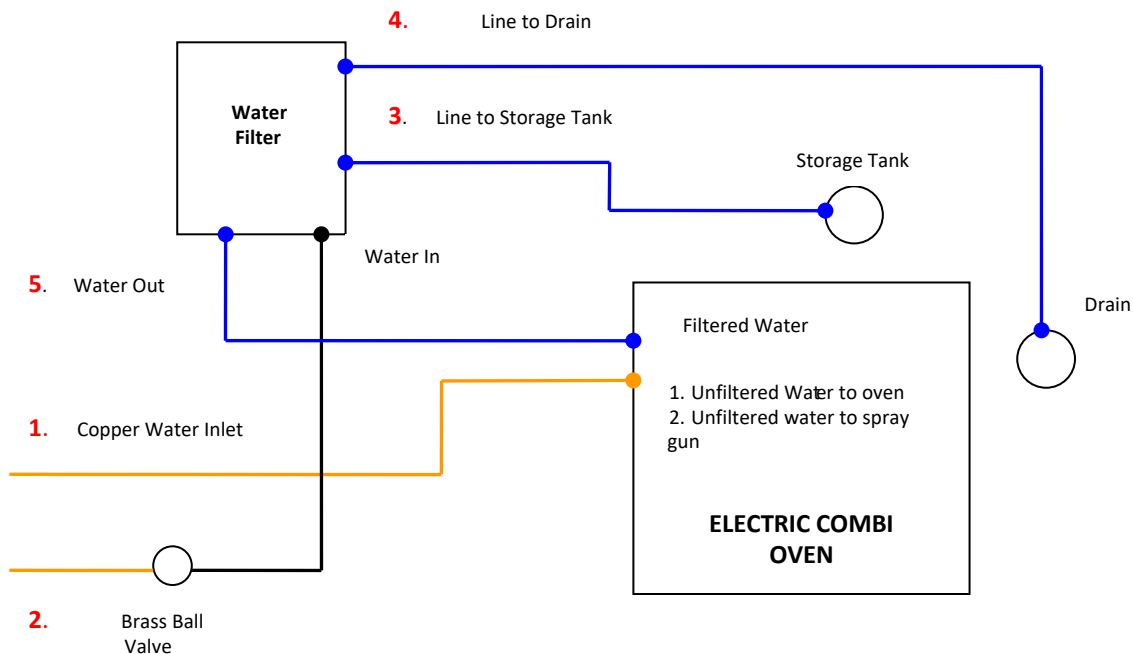 4. Line to Drain
Water
Filter
3. Line to Storage Tank
Storage Tank
Water In
5. Water Out
Drain
Filtered Water
1. Unfiltered Water to oven
2. Unfiltered water to spray
gun
1. Copper Water Inlet
ELECTRIC COMBI
OVEN
2. Brass Ball
Valve